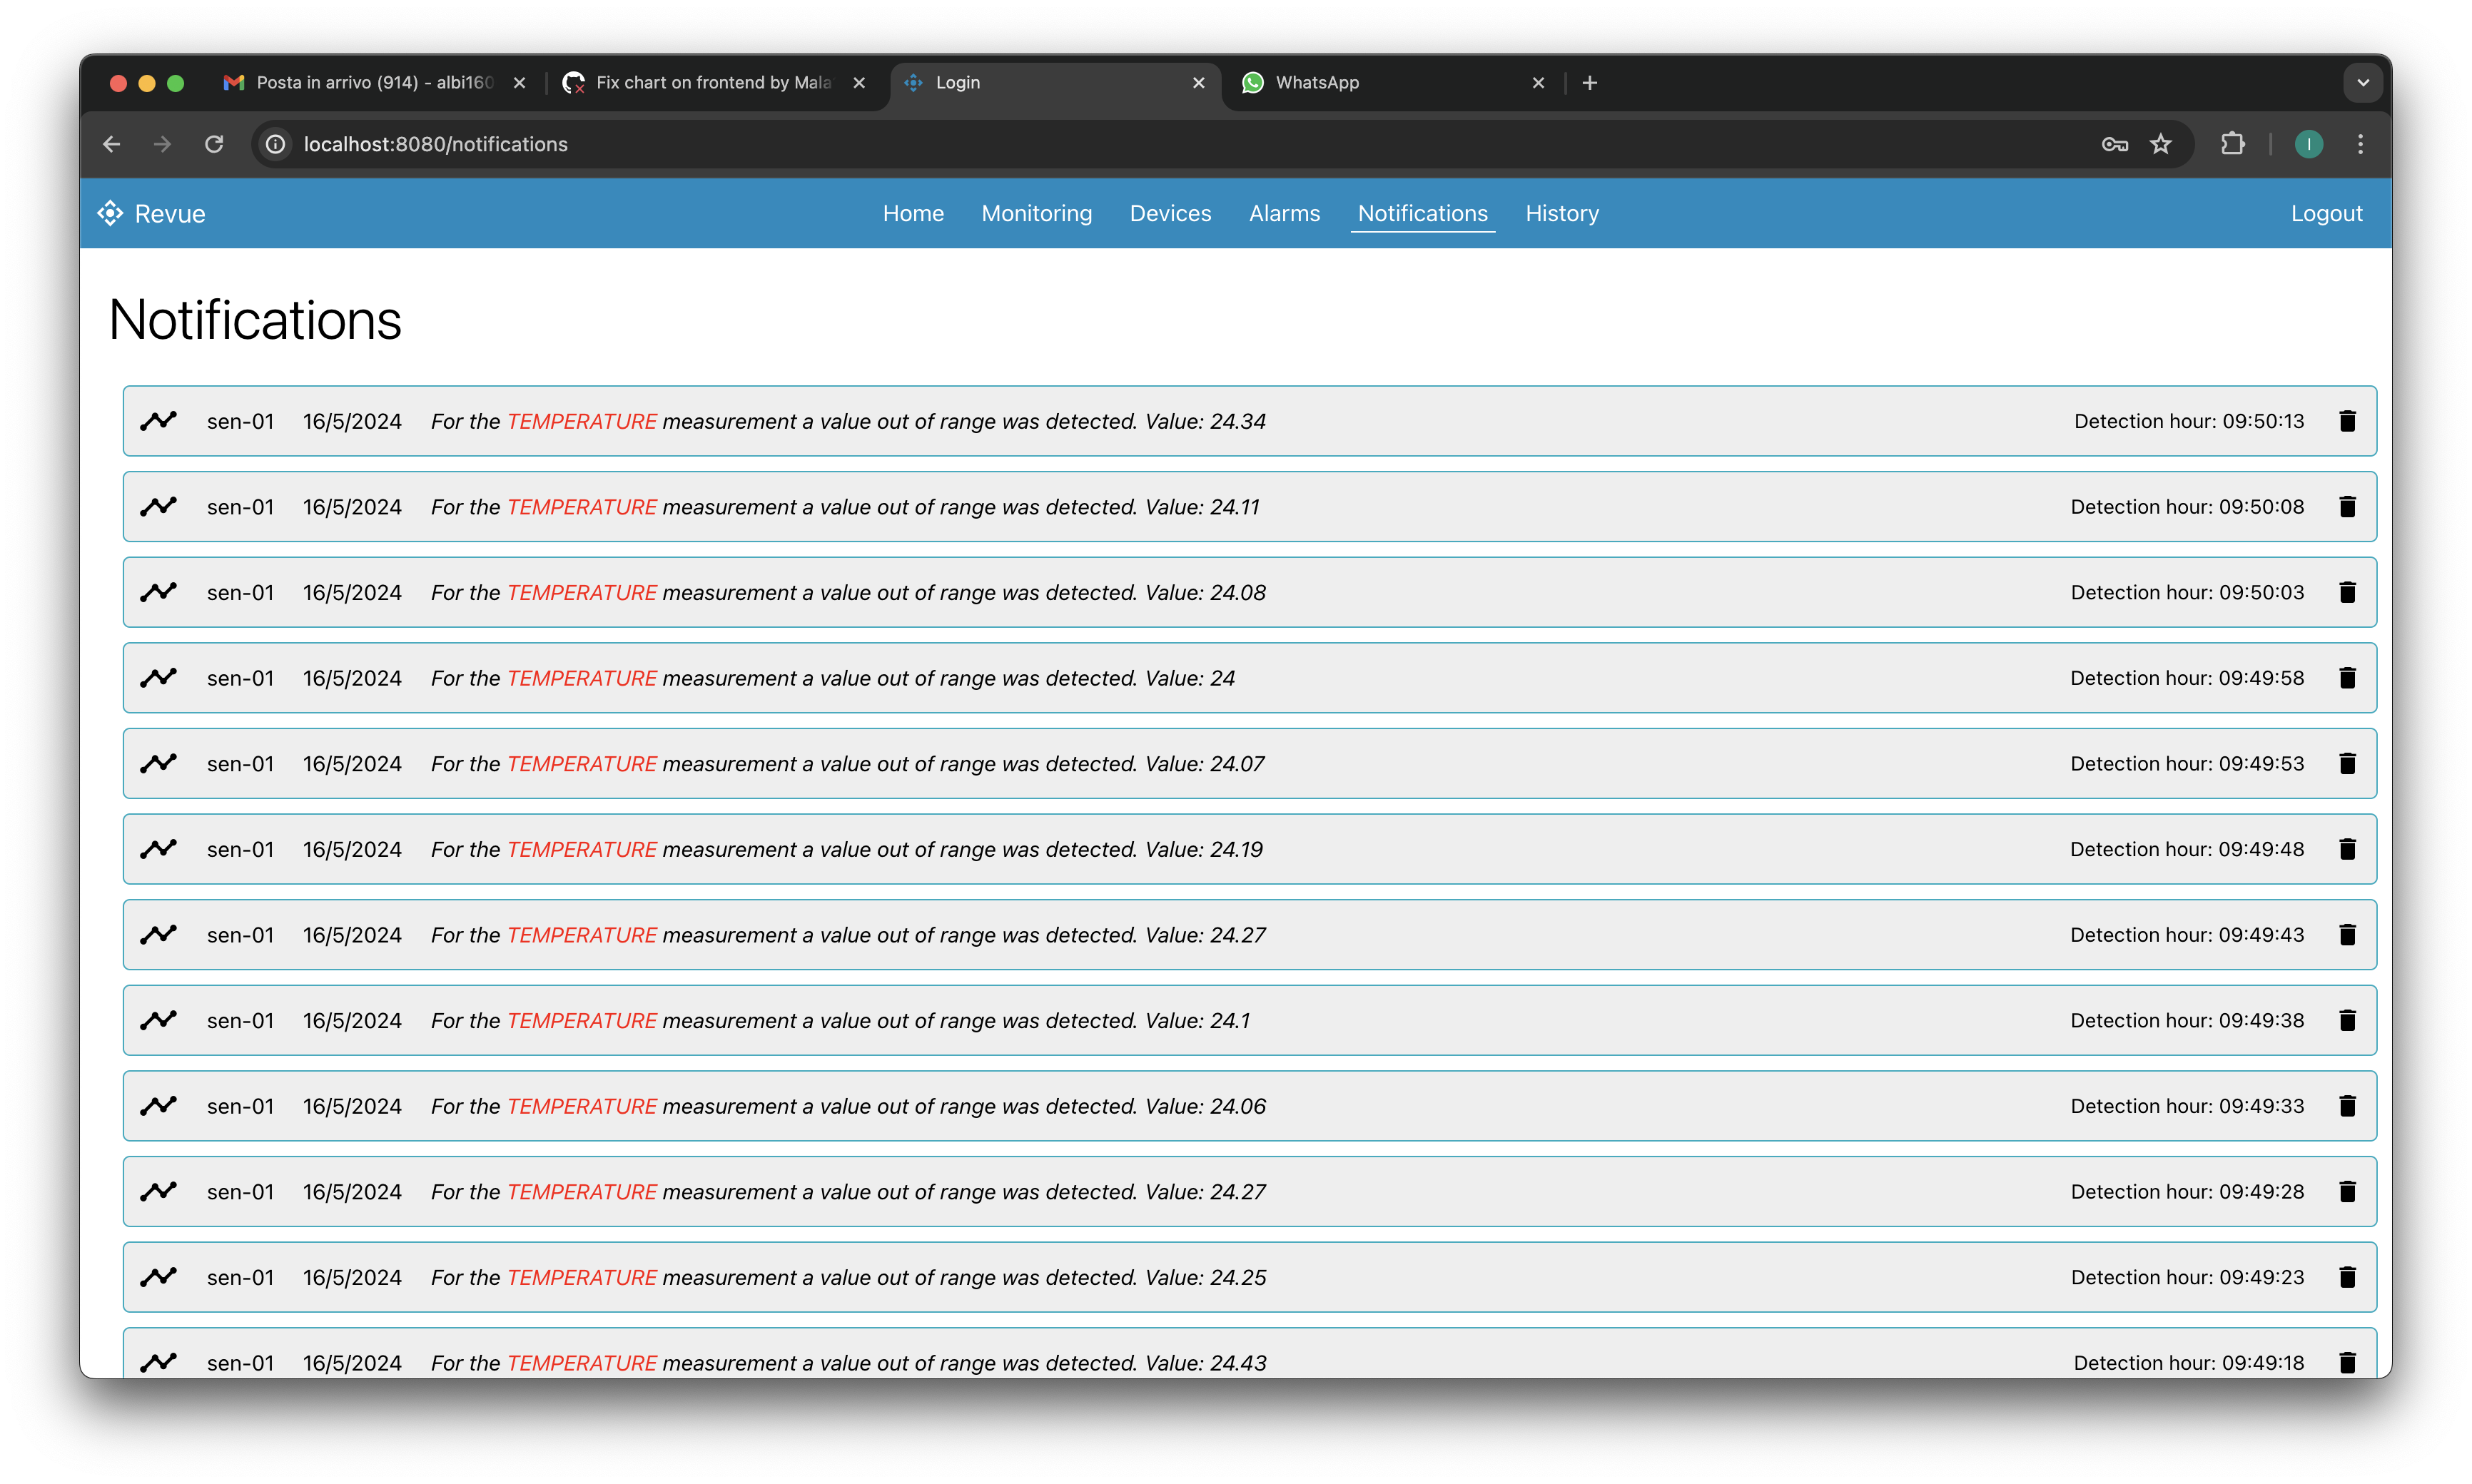 Posta in arrivo (914) - albi160
Fix chart on frontend by Mala
Login
WhatsApp
localhost:8080/notifications
I
Revue
Home Monitoring Devices Alarms Notifications History
Logout
Notifications
sen-01 16/5/2024 For the TEMPERATURE measurement a value out of range was detected. Value: 24.34 Detection hour: 09:50:13
sen-01 16/5/2024 For the TEMPERATURE measurement a value out of range was detected. Value: 24.11 Detection hour: 09:50:08
sen-01 16/5/2024 For the TEMPERATURE measurement a value out of range was detected. Value: 24.08 Detection hour: 09:50:03
sen-01 16/5/2024 For the TEMPERATURE measurement a value out of range was detected. Value: 24 Detection hour: 09:49:58
sen-01 16/5/2024 For the TEMPERATURE measurement a value out of range was detected. Value: 24.07 Detection hour: 09:49:53
sen-01 16/5/2024 For the TEMPERATURE measurement a value out of range was detected. Value: 24.19 Detection hour: 09:49:48
sen-01 16/5/2024 For the TEMPERATURE measurement a value out of range was detected. Value: 24.27 Detection hour: 09:49:43
sen-01 16/5/2024 For the TEMPERATURE measurement a value out of range was detected. Value: 24.1 Detection hour: 09:49:38
sen-01 16/5/2024 For the TEMPERATURE measurement a value out of range was detected. Value: 24.06 Detection hour: 09:49:33
sen-01 16/5/2024 For the TEMPERATURE measurement a value out of range was detected. Value: 24.27 Detection hour: 09:49:28
sen-01 16/5/2024 For the TEMPERATURE measurement a value out of range was detected. Value: 24.25 Detection hour: 09:49:23
sen-01 16/5/2024 For the TEMPERATURE measurement a value out of range was detected. Value: 24.43 Detection hour: 09:49:18